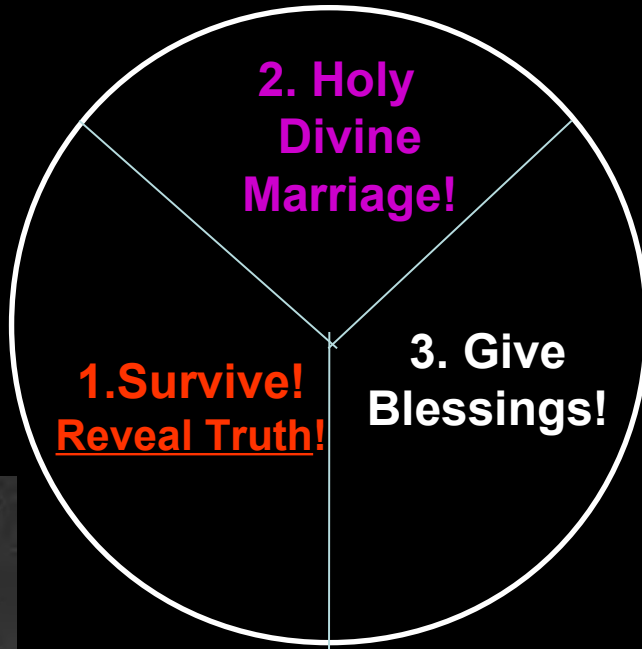 2. Holy
Divine
Marriage!
1.Survive!
Reveal Truth!
3. Give
Blessings!